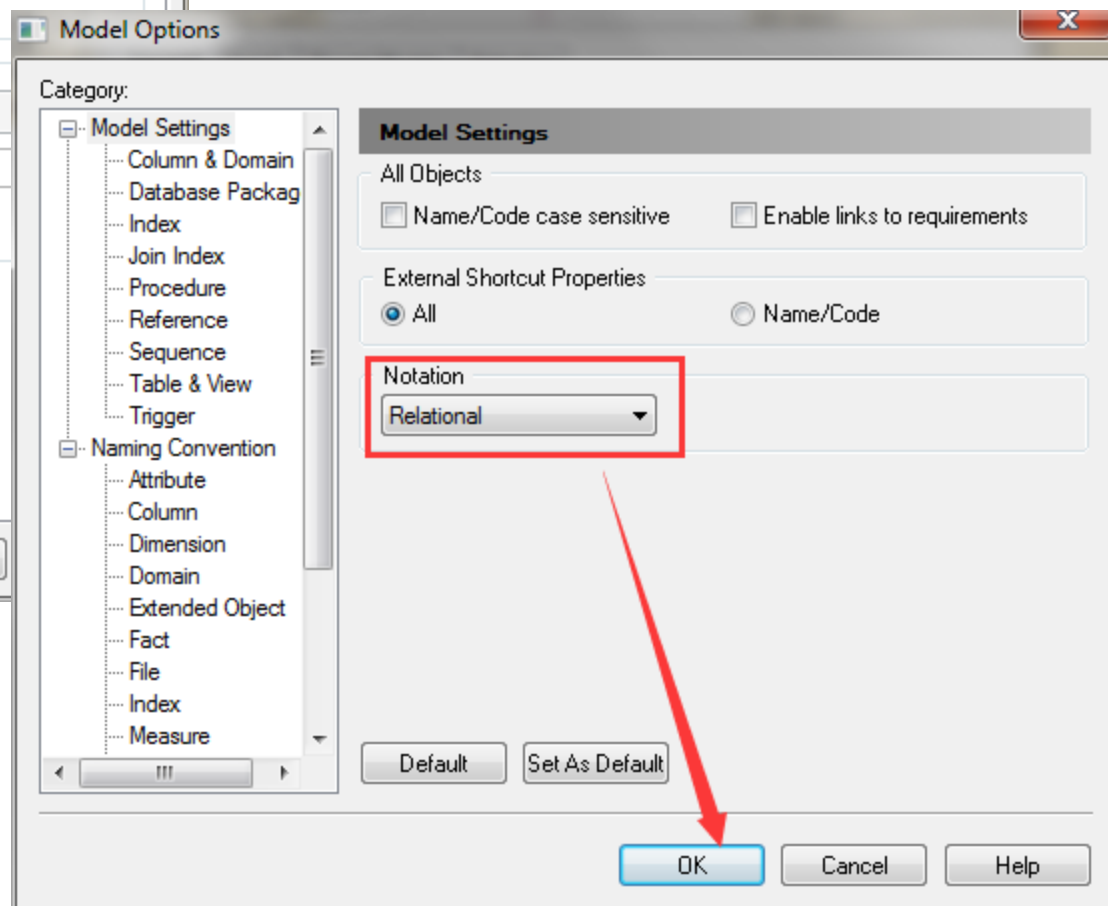 Model Options
Category:
Model Settings
Column & Domain
Database Packag
Index
Join Index
Procedure
Reference
Sequence
Table & View
Trigger
Naming Convention
Attribute
Column
Dimension
Domain
Extended Object
Fact
File
Index
Measure
Model Settings
All Objects
Name/Code case sensitive
Enable links to requirements
External Shortcut Properties
All
Name/Code
Notation
Relational
Default
Set As Default
OK
Cancel
Help